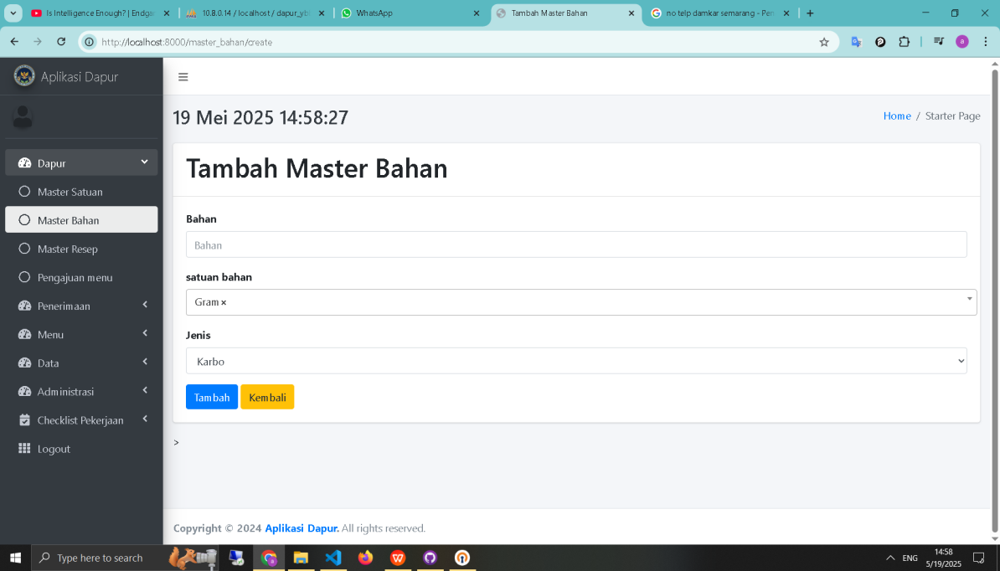 Is Intelligence Enough? | Endgam
10.8.0.14 / localhost / dapur_yb
WhatsApp
Tambah Master Bahan
no telp damkar semarang - Pen
http://localhost:8000/master_bahan/create
a
Aplikasi Dapur
19 Mei 2025 14:58:27
Home / Starter Page
Dapur
Master Satuan
Master Bahan
Master Resep
Pengajuan menu
Penerimaan
Menu
Data
Administrasi
Checklist Pekerjaan
Logout
Tambah Master Bahan
Bahan
Bahan
satuan bahan
Gram ×
Jenis
Karbo
Tambah
Kembali
>
Copyright © 2024 Aplikasi Dapur. All rights reserved.
Type here to search
ENG
14:58
5/19/2025